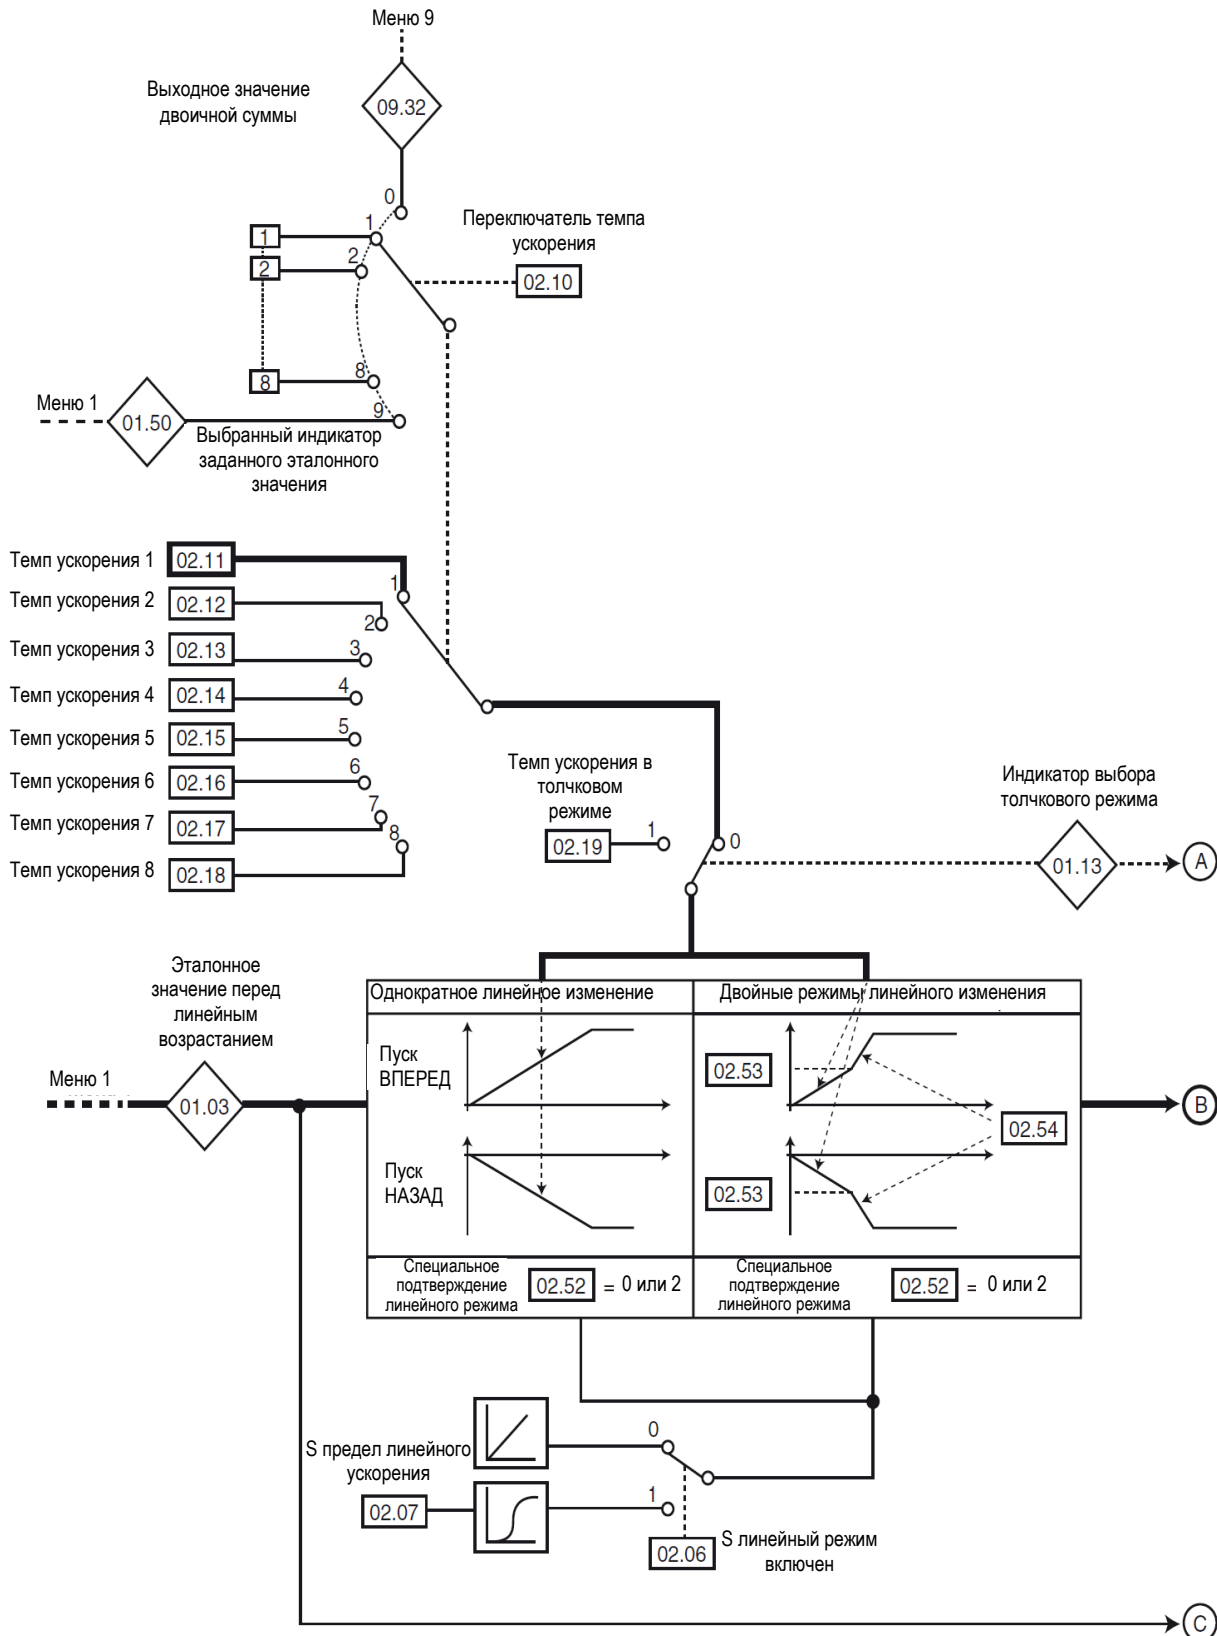 Меню 9
Выходное значение
двоичной суммы
09.32
0
1
1
2
2
Переключатель темпа
ускорения
02.10
8
8
9
Меню 1
01.50
Выбранный индикатор
заданного эталонного
значения
Темп ускорения 1
02.11
1
Темп ускорения 2
02.12
2
Темп ускорения 3
02.13
3
Темп ускорения 4
02.14
4
Темп ускорения 5
02.15
5
Темп ускорения 6
02.16
6
Темп ускорения 7
02.17
7
Темп ускорения 8
02.18
8
Темп ускорения в
толчковом
режиме
02.19
1
0
Индикатор выбора
толчкового режима
01.13
A
Эталонное
значение перед
линейным
возрастанием
Меню 1
01.03
Однократное линейное изменение
Двойные режимы линейного изменения
Пуск
ВПЕРЕД
02.53
02.54
B
Пуск
НАЗАД
02.53
Специальное
подтверждение
линейного режима
02.52
= 0 или 2
Специальное
подтверждение
линейного режима
02.52
= 0 или 2
0
S предел линейного
ускорения
02.07
1
02.06
S линейный режим
включен
C